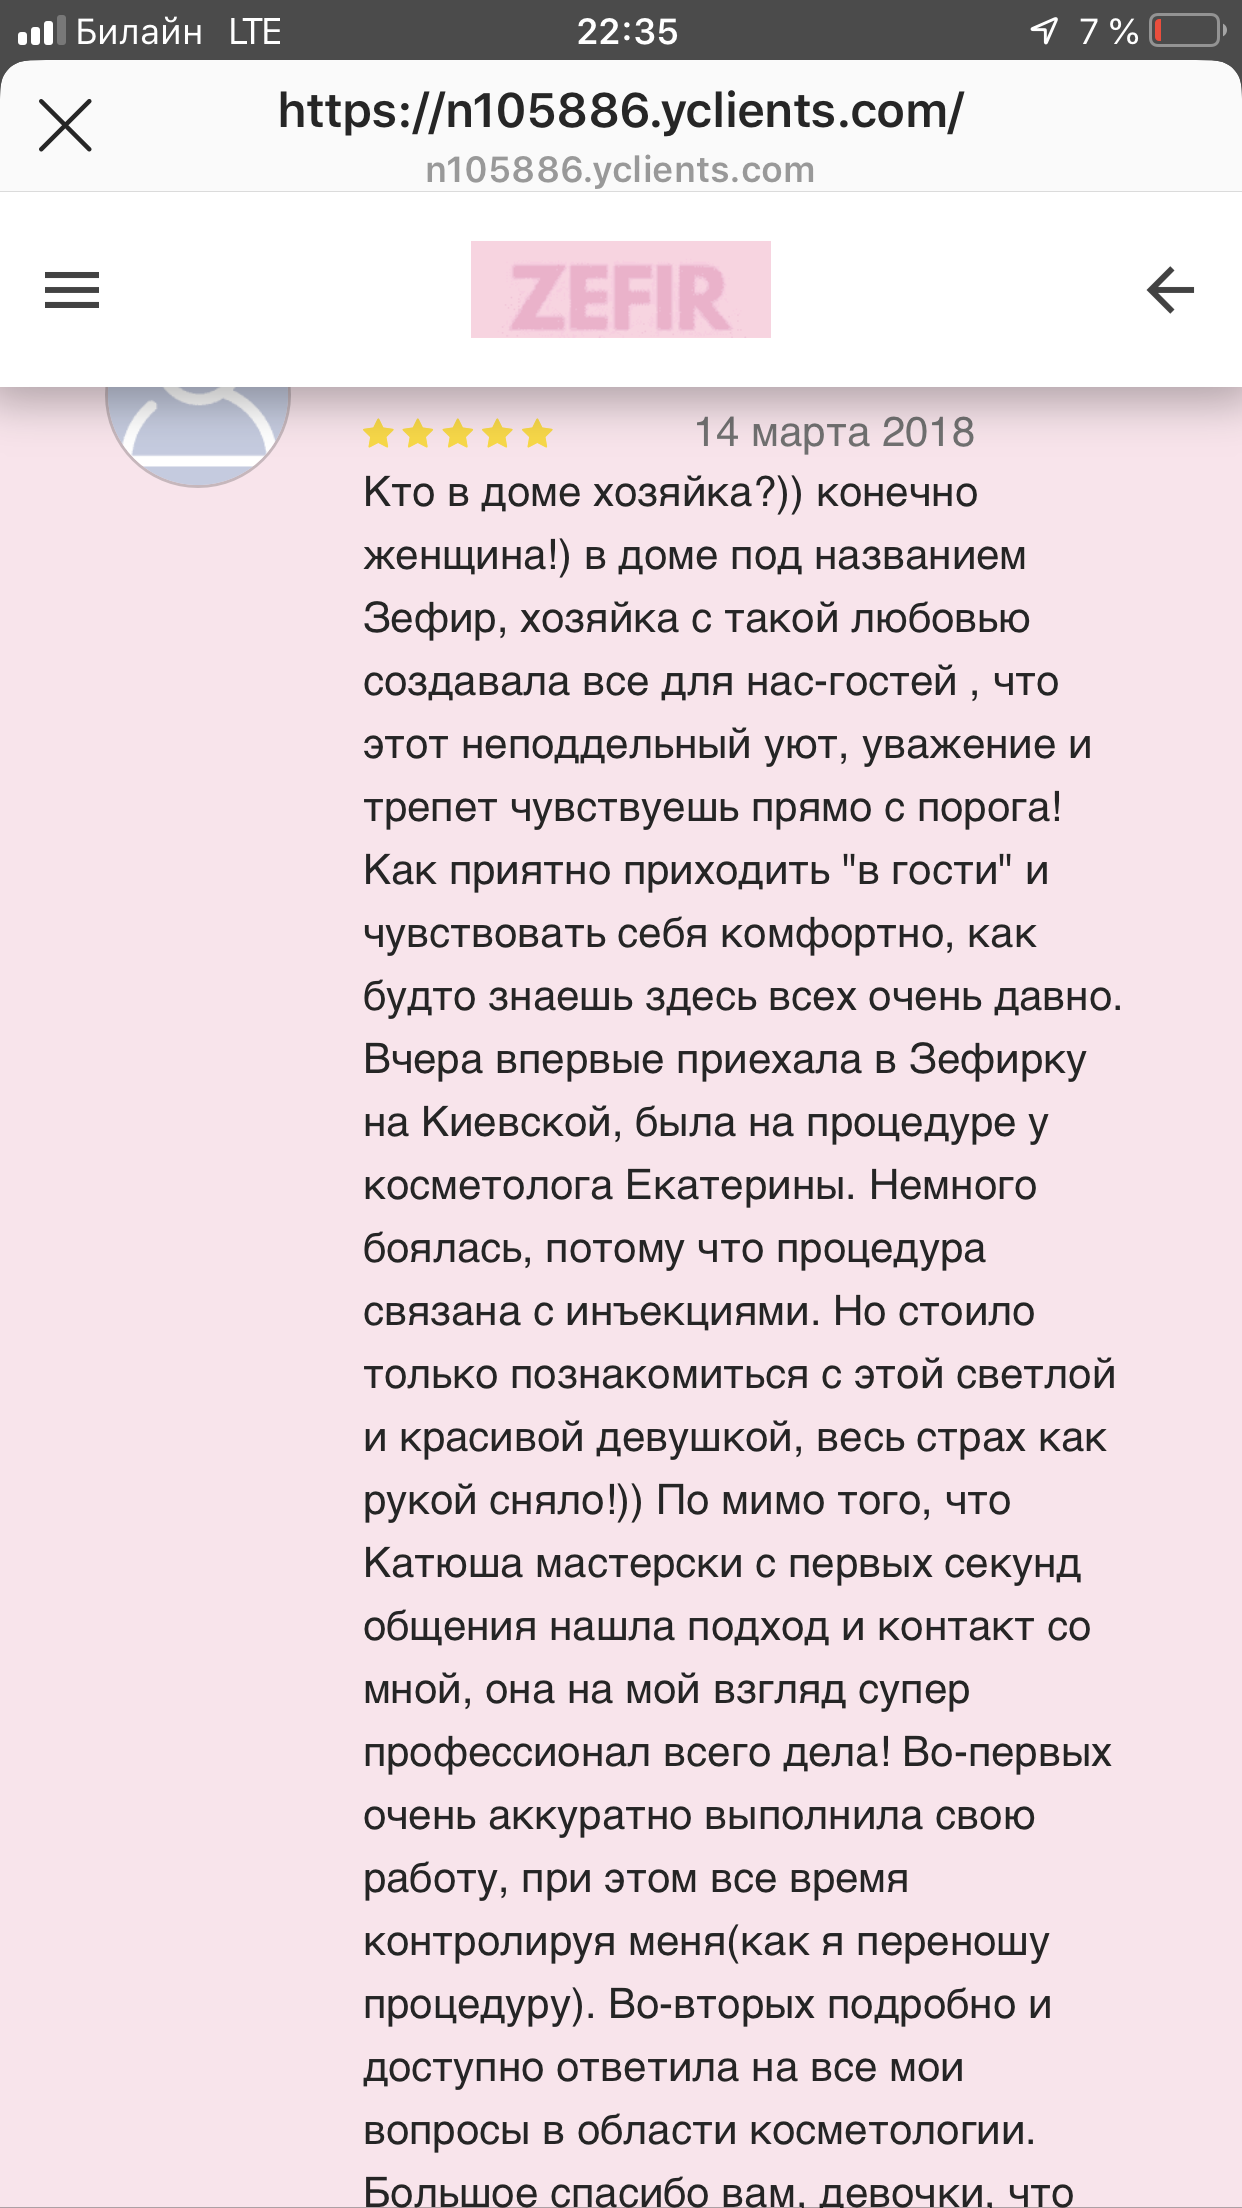 Билайн LTE 22:35 7 %
https://n105886.yclients.com/
n105886.yclients.com
ZEFIR
14 марта 2018
Кто в доме хозяйка?)) конечно
женщина!) в доме под названием
Зефир, хозяйка с такой любовью
создавала все для нас-гостей , что
этот неподдельный уют, уважение и
трепет чувствуешь прямо с порога!
Как приятно приходить "в гости" и
чувствовать себя комфортно, как
будто знаешь здесь всех очень давно.
Вчера впервые приехала в Зефирку
на Киевской, была на процедуре у
косметолога Екатерины. Немного
боялась, потому что процедура
связана с инъекциями. Но стоило
только познакомиться с этой светлой
и красивой девушкой, весь страх как
рукой сняло!)) По мимо того, что
Катюша мастерски с первых секунд
общения нашла подход и контакт со
мной, она на мой взгляд супер
профессионал всего дела! Во-первых
очень аккуратно выполнила свою
работу, при этом все время
контролируя меня(как я переношу
процедуру). Во-вторых подробно и
доступно ответила на все мои
вопросы в области косметологии.
Большое спасибо вам, девочки, что